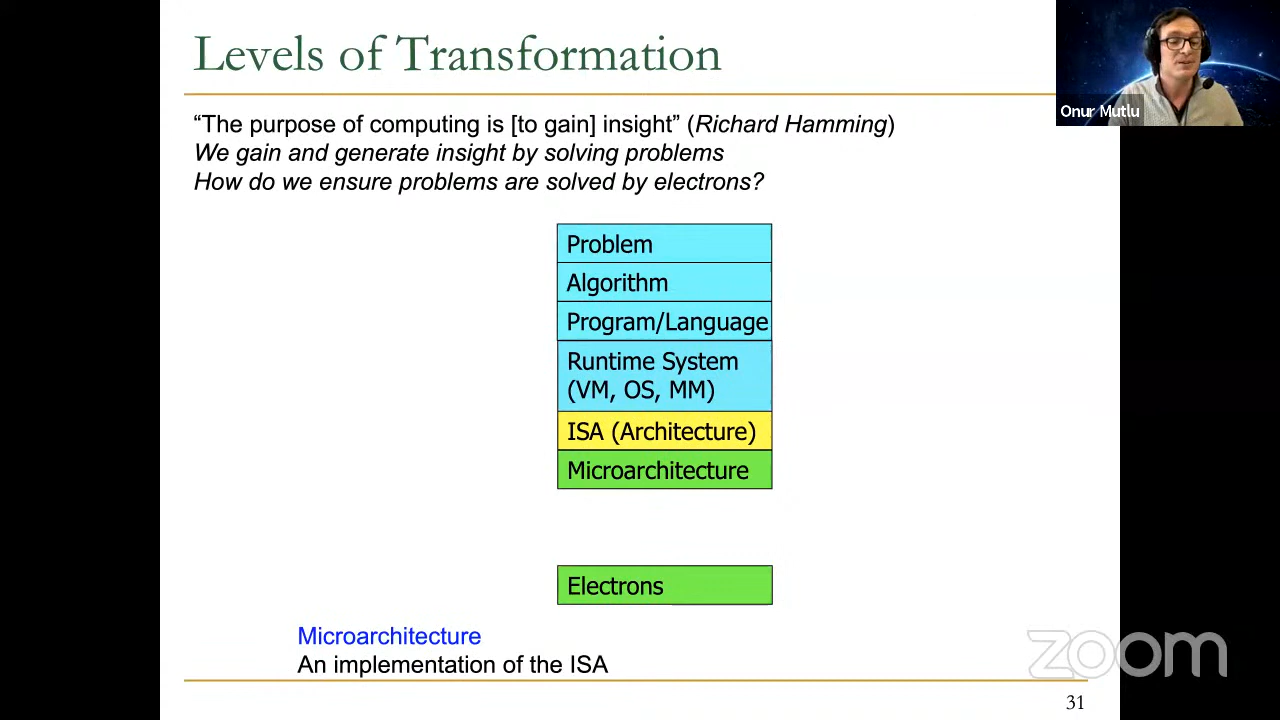 Levels of Transformation
Onur Mutlu
“The purpose of computing is [to gain] insight” (Richard Hamming)
We gain and generate insight by solving problems
How do we ensure problems are solved by electrons?
Problem
Algorithm
Program/Language
Runtime System
(VM, OS, MM)
ISA (Architecture)
Microarchitecture
Electrons
Microarchitecture
An implementation of the ISA
zoom
31